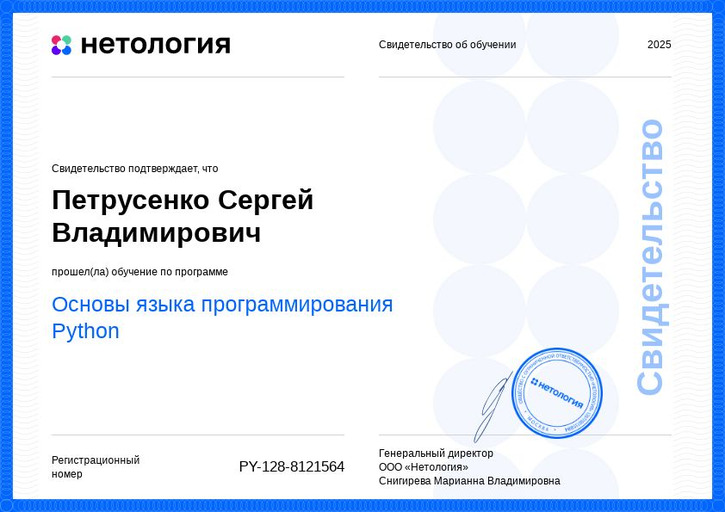 нетология
Свидетельство об обучении
2025
Свидетельство подтверждает, что
Петрусенко Сергей
Владимирович
прошел(ла) обучение по программе
Основы языка программирования
Python
Свидетельство
нетология
МОСКВА
Регистрационный
номер
PY-128-8121564
Генеральный директор
ООО «Нетология»
Снигирева Марианна Владимировна